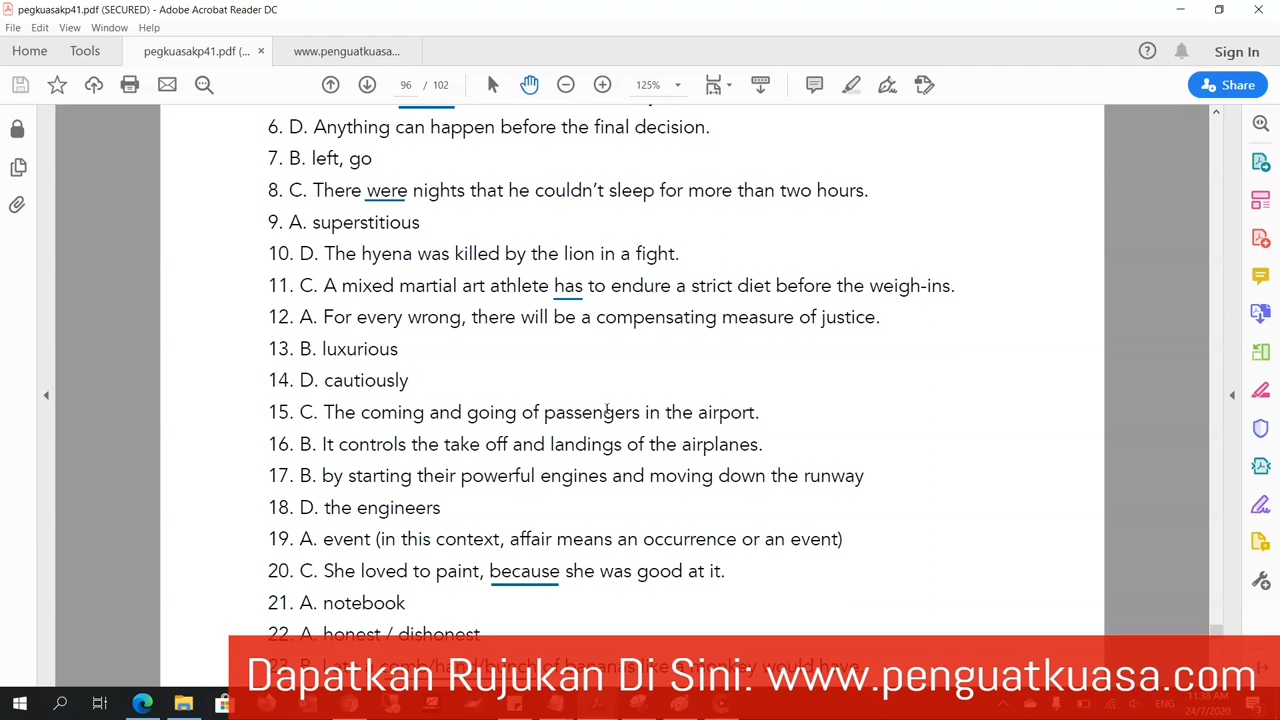 pegkuasakp41.pdf (SECURED) - Adobe Acrobat Reader DC
File Edit View Window Help
Home Tools pegkuasakp41.pdf (... × www.penguatkuasa... Sign In
96 / 102 125% Share
6. D. Anything can happen before the final decision.
7. B. left, go
8. C. There were nights that he couldn't sleep for more than two hours.
9. A. superstitious
10. D. The hyena was killed by the lion in a fight.
11. C. A mixed martial art athlete has to endure a strict diet before the weigh-ins.
12. A. For every wrong, there will be a compensating measure of justice.
13. B. luxurious
14. D. cautiously
15. C. The coming and going of passengers in the airport.
16. B. It controls the take off and landings of the airplanes.
17. B. by starting their powerful engines and moving down the runway
18. D. the engineers
19. A. event (in this context, affair means an occurrence or an event)
20. C. She loved to paint, because she was good at it.
21. A. notebook
22. A. honest / dishonest
Dapatkan Rujukan Di Sini: www.penguatkuasa.com
ENG 11:38 AM
24/7/2020